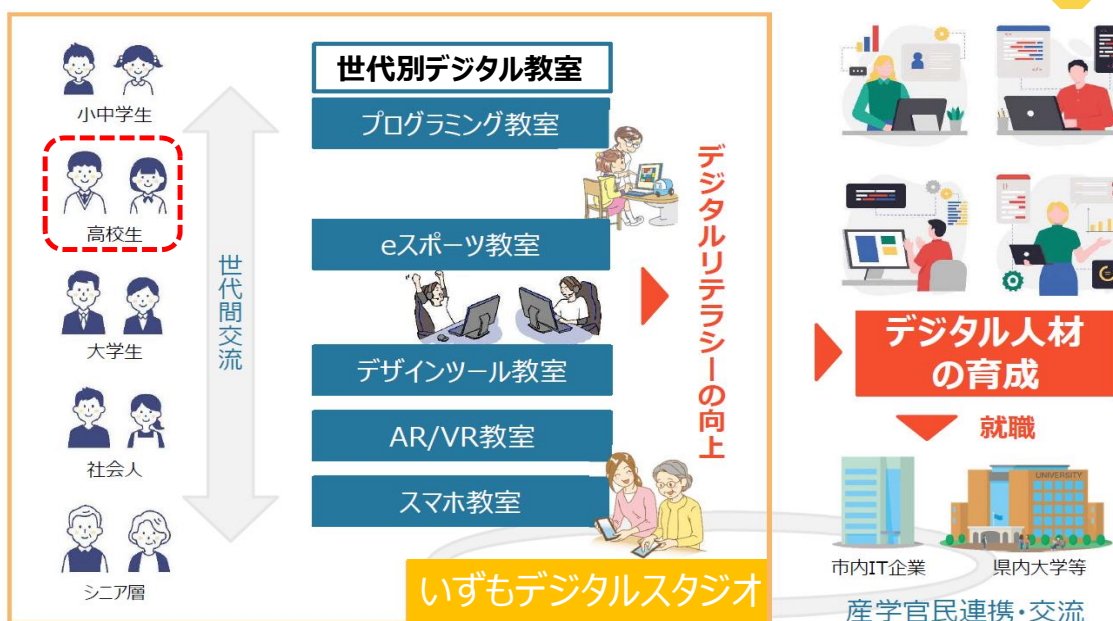 小中学生
高校生
大学生
社会人
シニア層
世代間交流
世代別デジタル教室
プログラミング教室
eスポーツ教室
デザインツール教室
AR/VR教室
スマホ教室
デジタルリテラシーの向上
いずもデジタルスタジオ
デジタル人材
の育成
就職
UNIVERSITY
市内IT企業
県内大学等
産学官民連携・交流